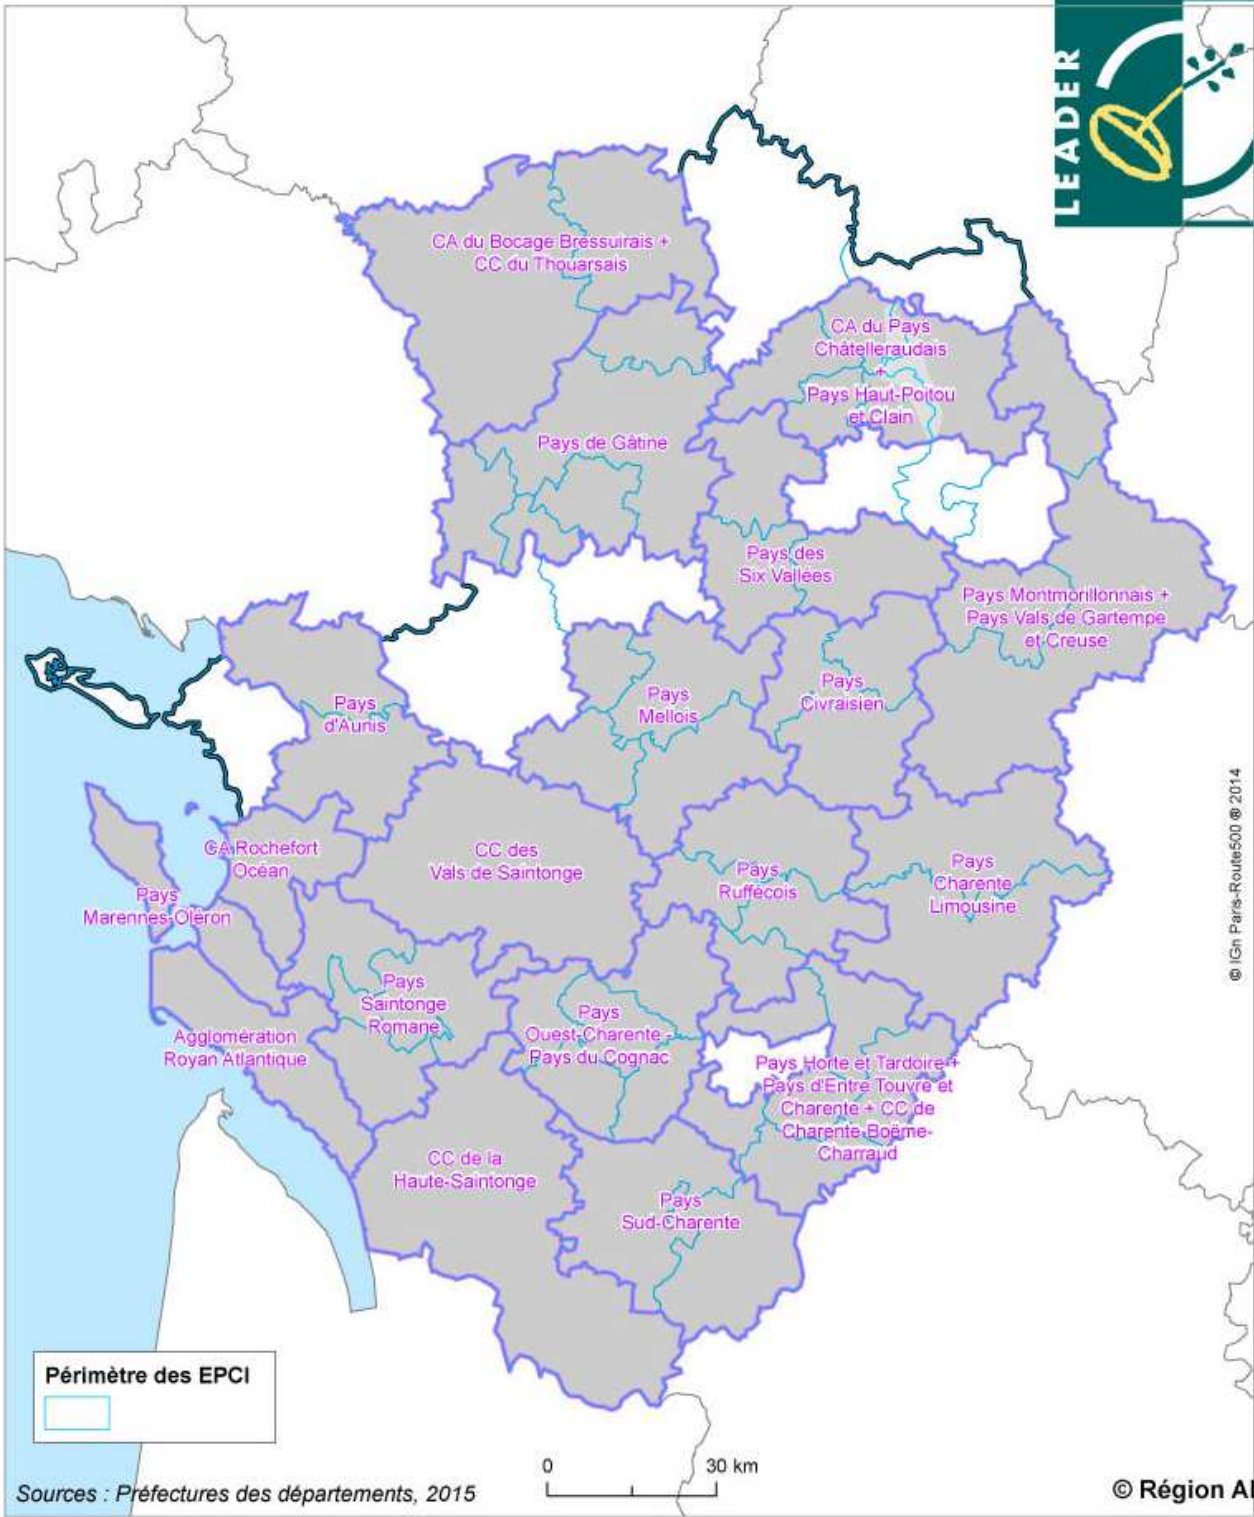 LEADER
CA du Bocage Bressuirais +
CC du Thouarsais
CA du Pays
Châtelleraudais
+
Pays Haut-Poitou
et Clain
Pays de Gâtine
Pays des
Six Vallées
Pays Montmorillonnais +
Pays Vals de Gartempe
et Creuse
Pays
d'Aunis
Pays
Mellois
Pays
Civraisien
CA Rochefort
Océan
CC des
Vals de Saintonge
Pays
Ruffécois
Pays
Charente
Limousine
Pays
Marennes-Oléron
Pays
Saintonge
Romane
Pays
Ouest-Charente -
Pays du Cognac
Agglomération
Royan Atlantique
Pays Horte et Tardoire +
Pays d'Entre Touvre et
Charente + CC de
Charente-Boëme-
Charraud
CC de la
Haute-Saintonge
Pays
Sud-Charente
© IGn Paris-Route500 ® 2014
Périmètre des EPCI
0 30 km
Sources : Préfectures des départements, 2015
© Région Al